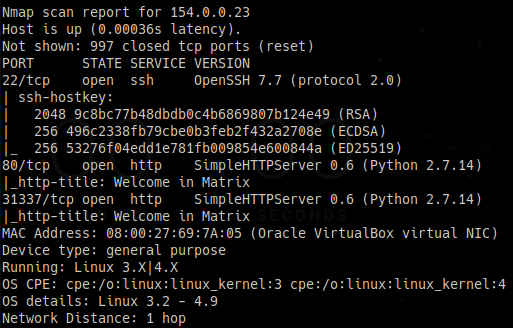 Nmap scan report for 154.0.0.23
Host is up (0.00036s latency).
Not shown: 997 closed tcp ports (reset)
PORT      STATE SERVICE VERSION
22/tcp    open  ssh     OpenSSH 7.7 (protocol 2.0)
| ssh-hostkey:
|   2048 9c8bc77b48dbdb0c4b6869807b124e49 (RSA)
|   256 496c2338fb79cbe0b3feb2f432a2708e (ECDSA)
|_  256 53276f04edd1e781fb009854e600844a (ED25519)
80/tcp    open  http    SimpleHTTPServer 0.6 (Python 2.7.14)
|_http-title: Welcome in Matrix
31337/tcp open  http    SimpleHTTPServer 0.6 (Python 2.7.14)
|_http-title: Welcome in Matrix
MAC Address: 08:00:27:69:7A:05 (Oracle VirtualBox virtual NIC)
Device type: general purpose
Running: Linux 3.X|4.X
OS CPE: cpe:/o:linux:linux_kernel:3 cpe:/o:linux:linux_kernel:4
OS details: Linux 3.2 - 4.9
Network Distance: 1 hop